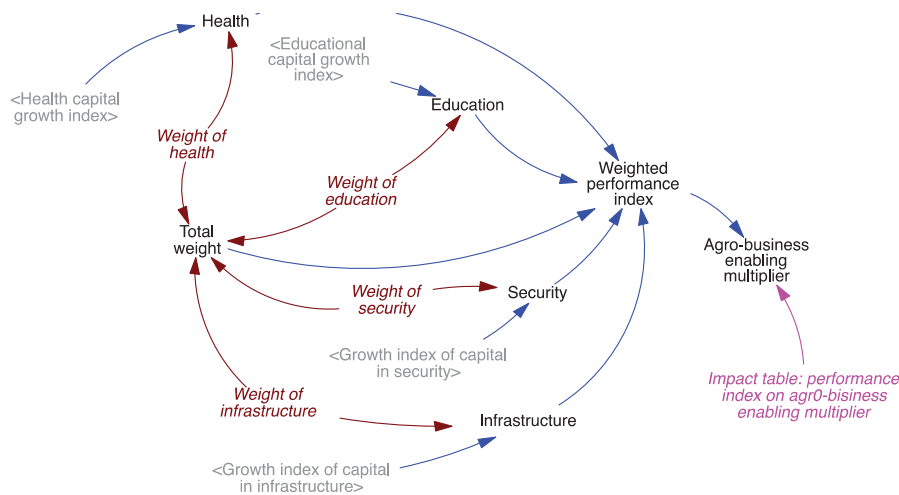 Health
<Educational
capital growth
index>
<Health capital
growth index>
Education
Weight of
health
Weighted
performance
index
Weight of
education
Total
weight
Agro-business
enabling
multiplier
Weight of
security
Security
<Growth index of capital
in security>
Impact table: performance
index on agr0-bisiness
enabling multiplier
Weight of
infrastructure
Infrastructure
<Growth index of capital
in infrastructure>